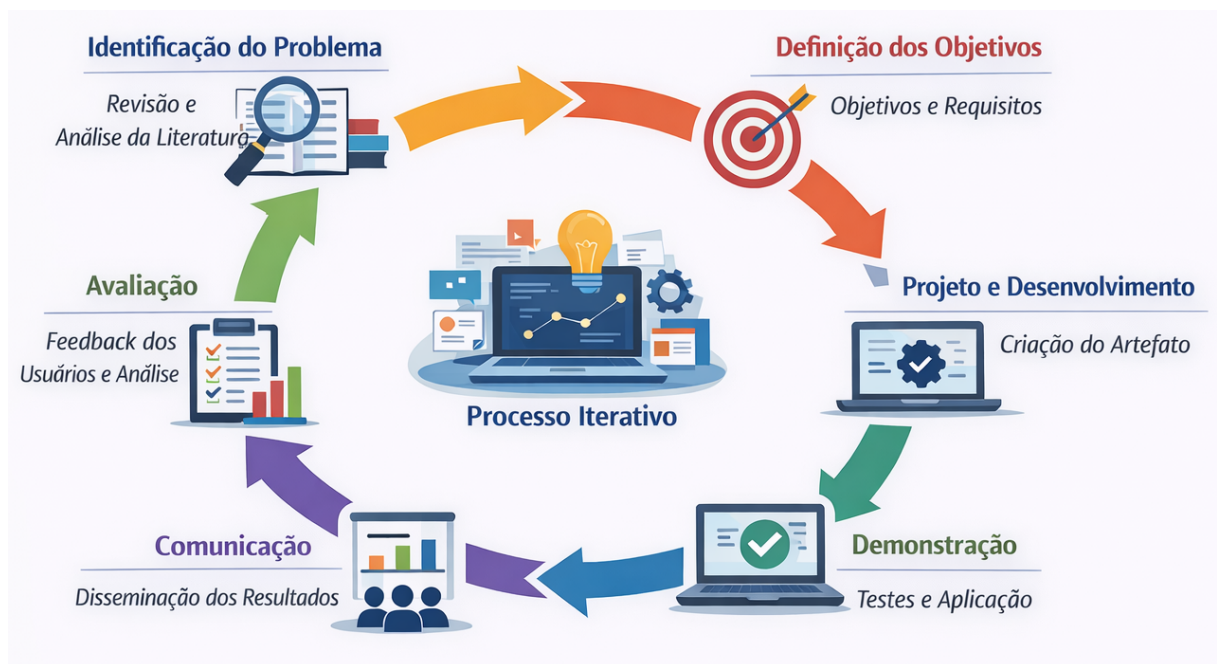 Identificação do Problema
Revisão e
Análise da Literatura
Definição dos Objetivos
Objetivos e Requisitos
Projeto e Desenvolvimento
Criação do Artefato
Demonstração
Testes e Aplicação
Comunicação
Disseminação dos Resultados
Avaliação
Feedback dos
Usuários e Análise
Processo Iterativo